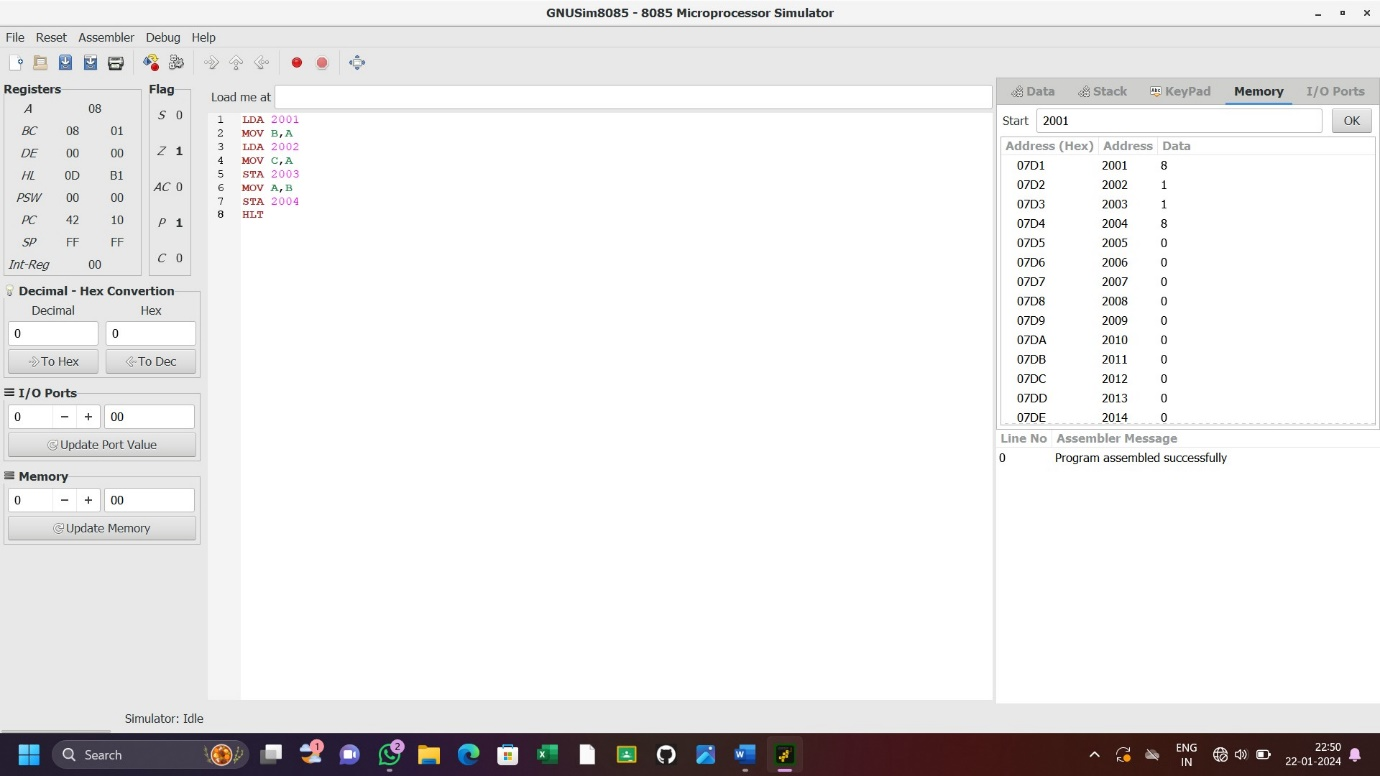 GNUSim8085 - 8085 Microprocessor Simulator
File Reset Assembler Debug Help
Registers
A 08
BC 08 01
DE 00 00
HL 0D B1
PSW 00 00
PC 42 10
SP FF FF
Int-Reg 00
Flag
S 0
Z 1
AC 0
P 1
C 0
Decimal - Hex Convertion
Decimal Hex
0 0
To Hex To Dec
I/O Ports
0 − + 00
Update Port Value
Memory
0 − + 00
Update Memory
Load me at
1 LDA 2001
2 MOV B,A
3 LDA 2002
4 MOV C,A
5 STA 2003
6 MOV A,B
7 STA 2004
8 HLT
Data Stack Abc KeyPad Memory I/O Ports
Start 2001 OK
Address (Hex) Address Data
07D1 2001 8
07D2 2002 1
07D3 2003 1
07D4 2004 8
07D5 2005 0
07D6 2006 0
07D7 2007 0
07D8 2008 0
07D9 2009 0
07DA 2010 0
07DB 2011 0
07DC 2012 0
07DD 2013 0
07DE 2014 0
Line No Assembler Message
0 Program assembled successfully
Simulator: Idle
Search 1 2 ENG IN 22:50
22-01-2024